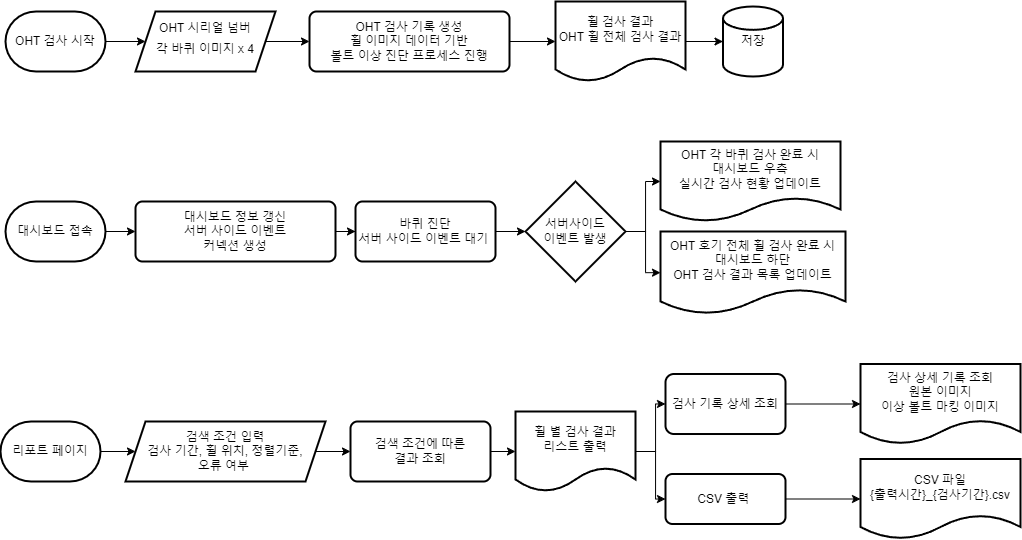 OHT 검사 시작
OHT 시리얼 넘버
각 바퀴 이미지 x 4
OHT 검사 기록 생성
휠 이미지 데이터 기반
볼트 이상 진단 프로세스 진행
휠 검사 결과
OHT 휠 전체 검사 결과
저장
대시보드 접속
대시보드 정보 갱신
서버 사이드 이벤트
커넥션 생성
바퀴 진단
서버 사이드 이벤트 대기
서버사이드
이벤트 발생
OHT 각 바퀴 검사 완료 시
대시보드 우측
실시간 검사 현황 업데이트
OHT 호기 전체 휠 검사 완료 시
대시보드 하단
OHT 검사 결과 목록 업데이트
리포트 페이지
검색 조건 입력
검사 기간, 휠 위치, 정렬기준,
오류 여부
검색 조건에 따른
결과 조회
휠 별 검사 결과
리스트 출력
검사 기록 상세 조회
검사 상세 기록 조회
원본 이미지
이상 볼트 마킹 이미지
CSV 출력
CSV 파일
{출력시간}_{검사기간}.csv